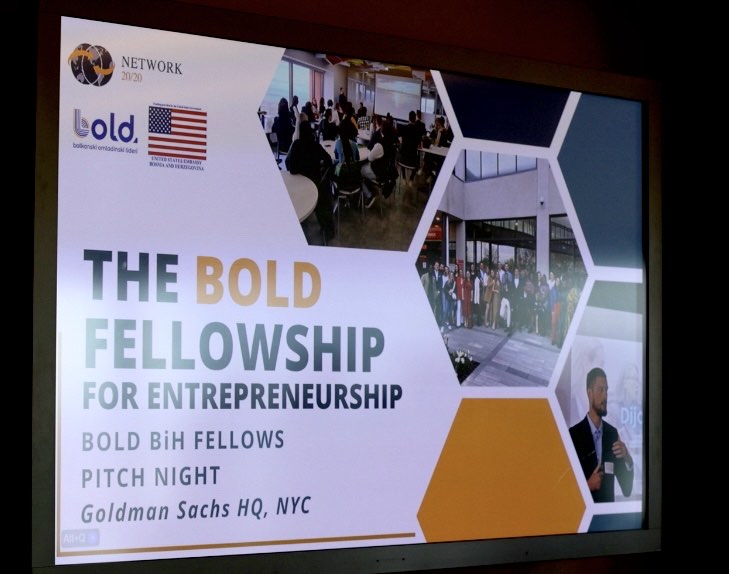 NETWORK
20/20
bold.
balkanski omladinski lideri
UNITED STATES EMBASSY
BOSNIA AND HERZEGOVINA
THE BOLD
FELLOWSHIP
FOR ENTREPRENEURSHIP
BOLD BiH FELLOWS
PITCH NIGHT
Goldman Sachs HQ, NYC
Alt+Q
Dijo